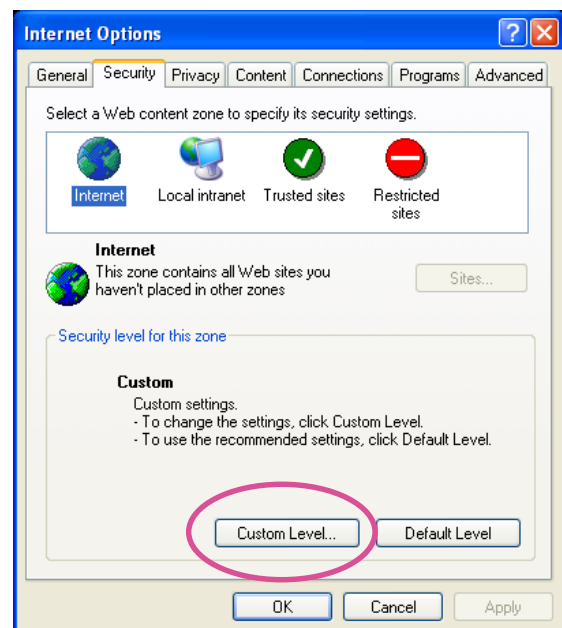 Internet Options
General Security Privacy Content Connections Programs Advanced
Select a Web content zone to specify its security settings.
Internet Local intranet Trusted sites Restricted sites
Internet
This zone contains all Web sites you
haven't placed in other zones
Sites...
Security level for this zone
Custom
Custom settings.
- To change the settings, click Custom Level.
- To use the recommended settings, click Default Level.
Custom Level... Default Level
OK Cancel Apply